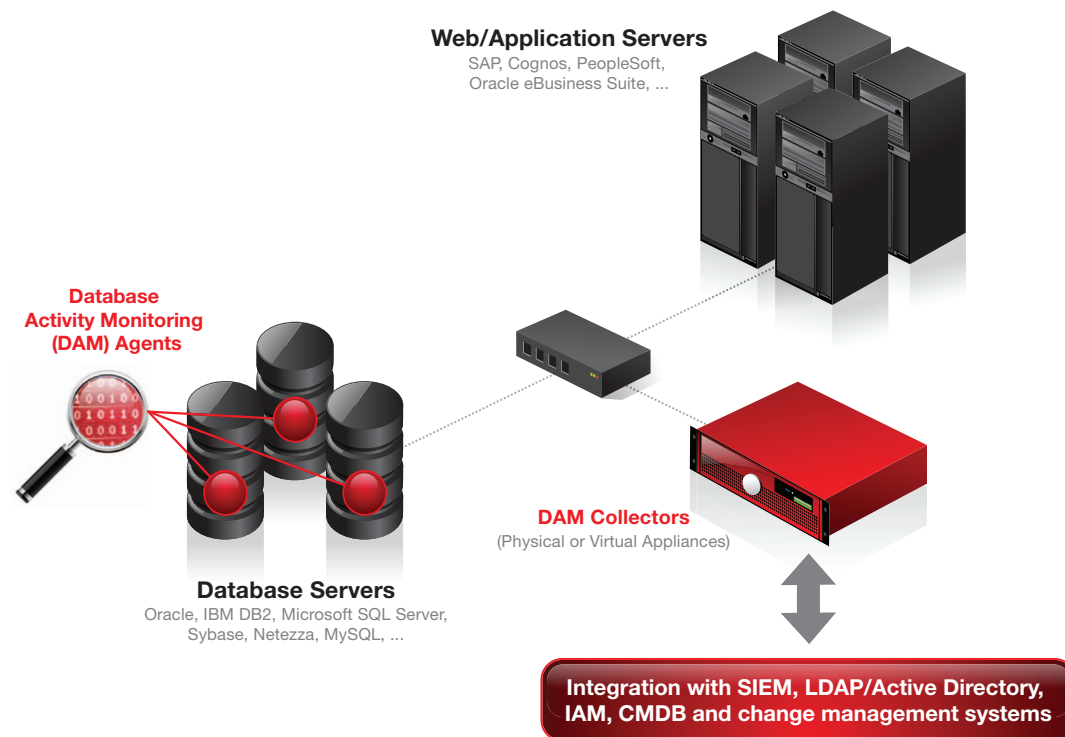 Web/Application Servers
SAP, Cognos, PeopleSoft,
Oracle eBusiness Suite, ...
Database
Activity Monitoring
(DAM) Agents
DAM Collectors
(Physical or Virtual Appliances)
Database Servers
Oracle, IBM DB2, Microsoft SQL Server,
Sybase, Netezza, MySQL, ...
Integration with SIEM, LDAP/Active Directory,
IAM, CMDB and change management systems